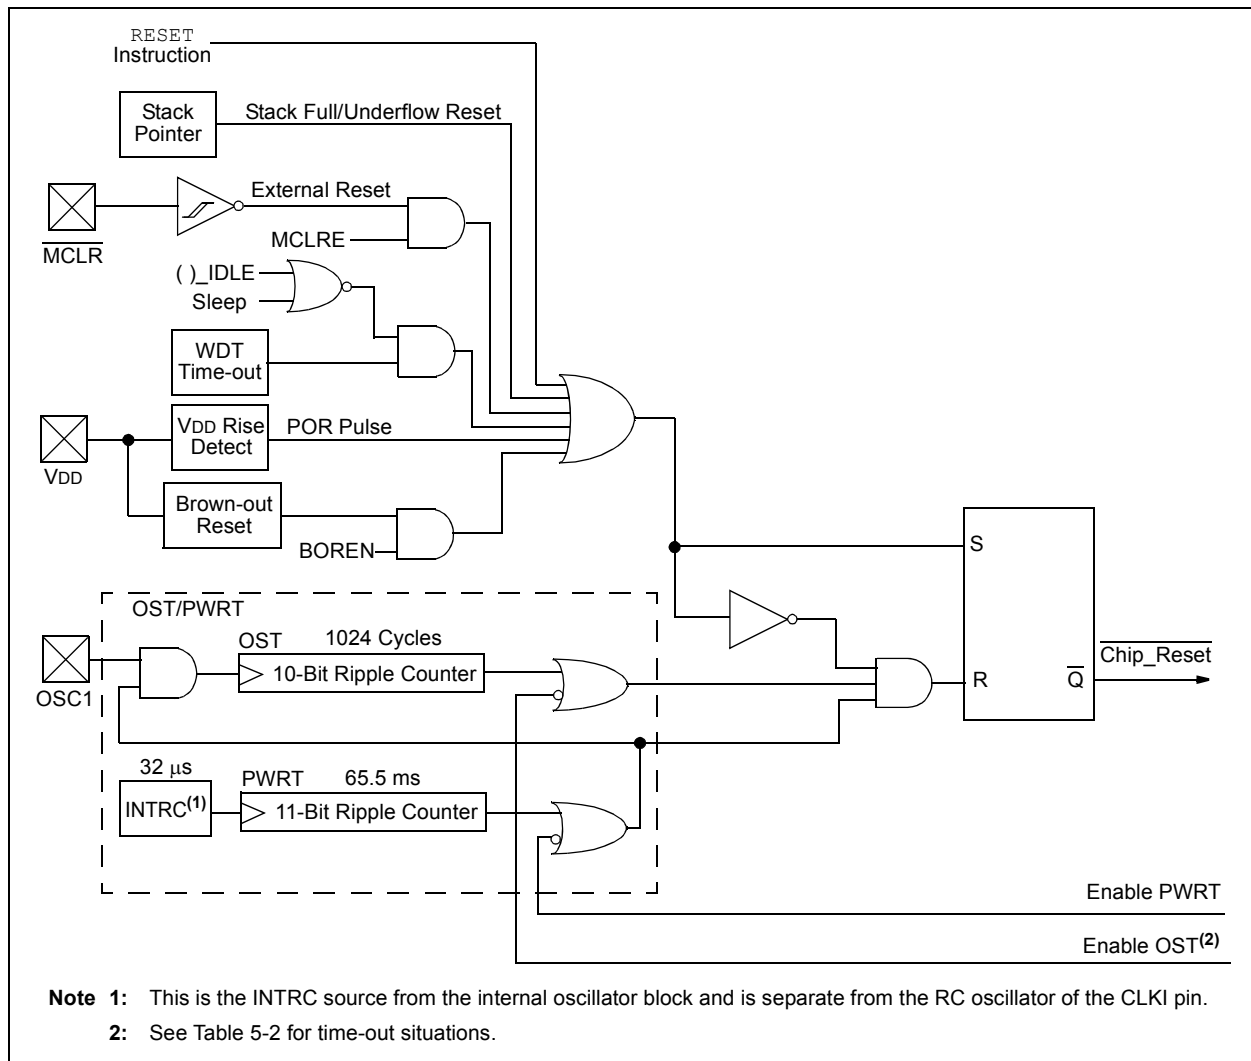 RESET
Instruction
Stack
Pointer
Stack Full/Underflow Reset
External Reset
MCLR
MCLRE
( )_IDLE
Sleep
WDT
Time-out
VDD Rise
Detect
POR Pulse
VDD
Brown-out
Reset
BOREN
S
OST/PWRT
OST
1024 Cycles
10-Bit Ripple Counter
OSC1
R
Q
Chip_Reset
32 μs
INTRC(1)
PWRT
65.5 ms
11-Bit Ripple Counter
Enable PWRT
Enable OST(2)
Note 1: This is the INTRC source from the internal oscillator block and is separate from the RC oscillator of the CLKI pin.
2: See Table 5-2 for time-out situations.